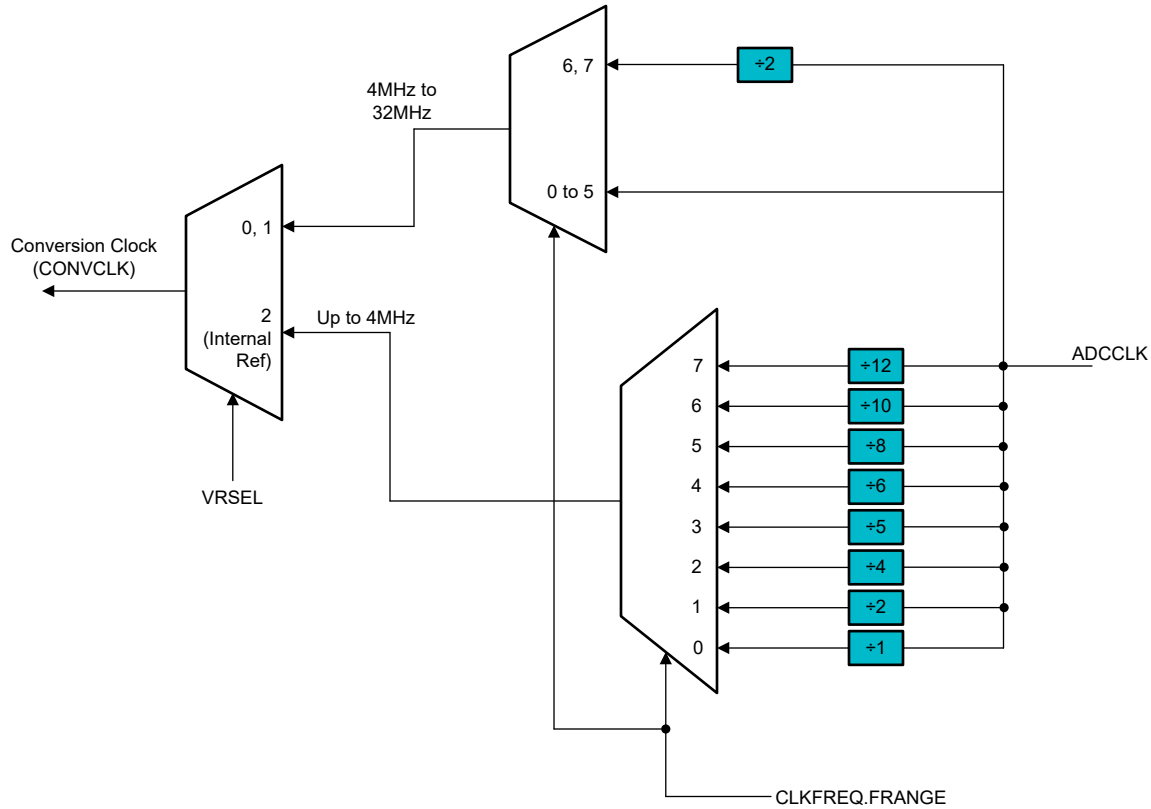 6, 7
÷2
4MHz to
32MHz
0 to 5
0, 1
Conversion Clock
(CONVCLK)
2
(Internal
Ref)
Up to 4MHz
VRSEL
ADCCLK
7
÷12
6
÷10
5
÷8
4
÷6
3
÷5
2
÷4
1
÷2
0
÷1
CLKFREQ.FRANGE